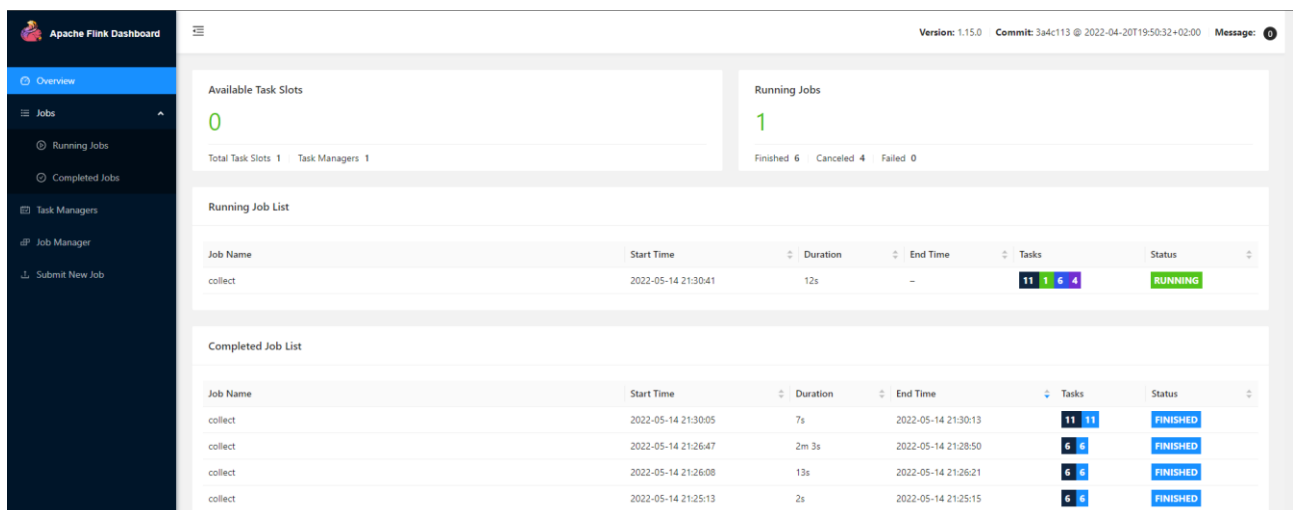 Apache Flink Dashboard
Version: 1.15.0 Commit: 3a4c113 @ 2022-04-20T19:50:32+02:00 Message: 0
Overview
Jobs
Running Jobs
Completed Jobs
Task Managers
Job Manager
Submit New Job
Available Task Slots
0
Total Task Slots 1 Task Managers 1
Running Jobs
1
Finished 6 Canceled 4 Failed 0
Running Job List
Job Name Start Time Duration End Time Tasks Status
collect 2022-05-14 21:30:41 12s – 11 1 6 4 RUNNING
Completed Job List
Job Name Start Time Duration End Time Tasks Status
collect 2022-05-14 21:30:05 7s 2022-05-14 21:30:13 11 11 FINISHED
collect 2022-05-14 21:26:47 2m 3s 2022-05-14 21:28:50 6 6 FINISHED
collect 2022-05-14 21:26:08 13s 2022-05-14 21:26:21 6 6 FINISHED
collect 2022-05-14 21:25:13 2s 2022-05-14 21:25:15 6 6 FINISHED